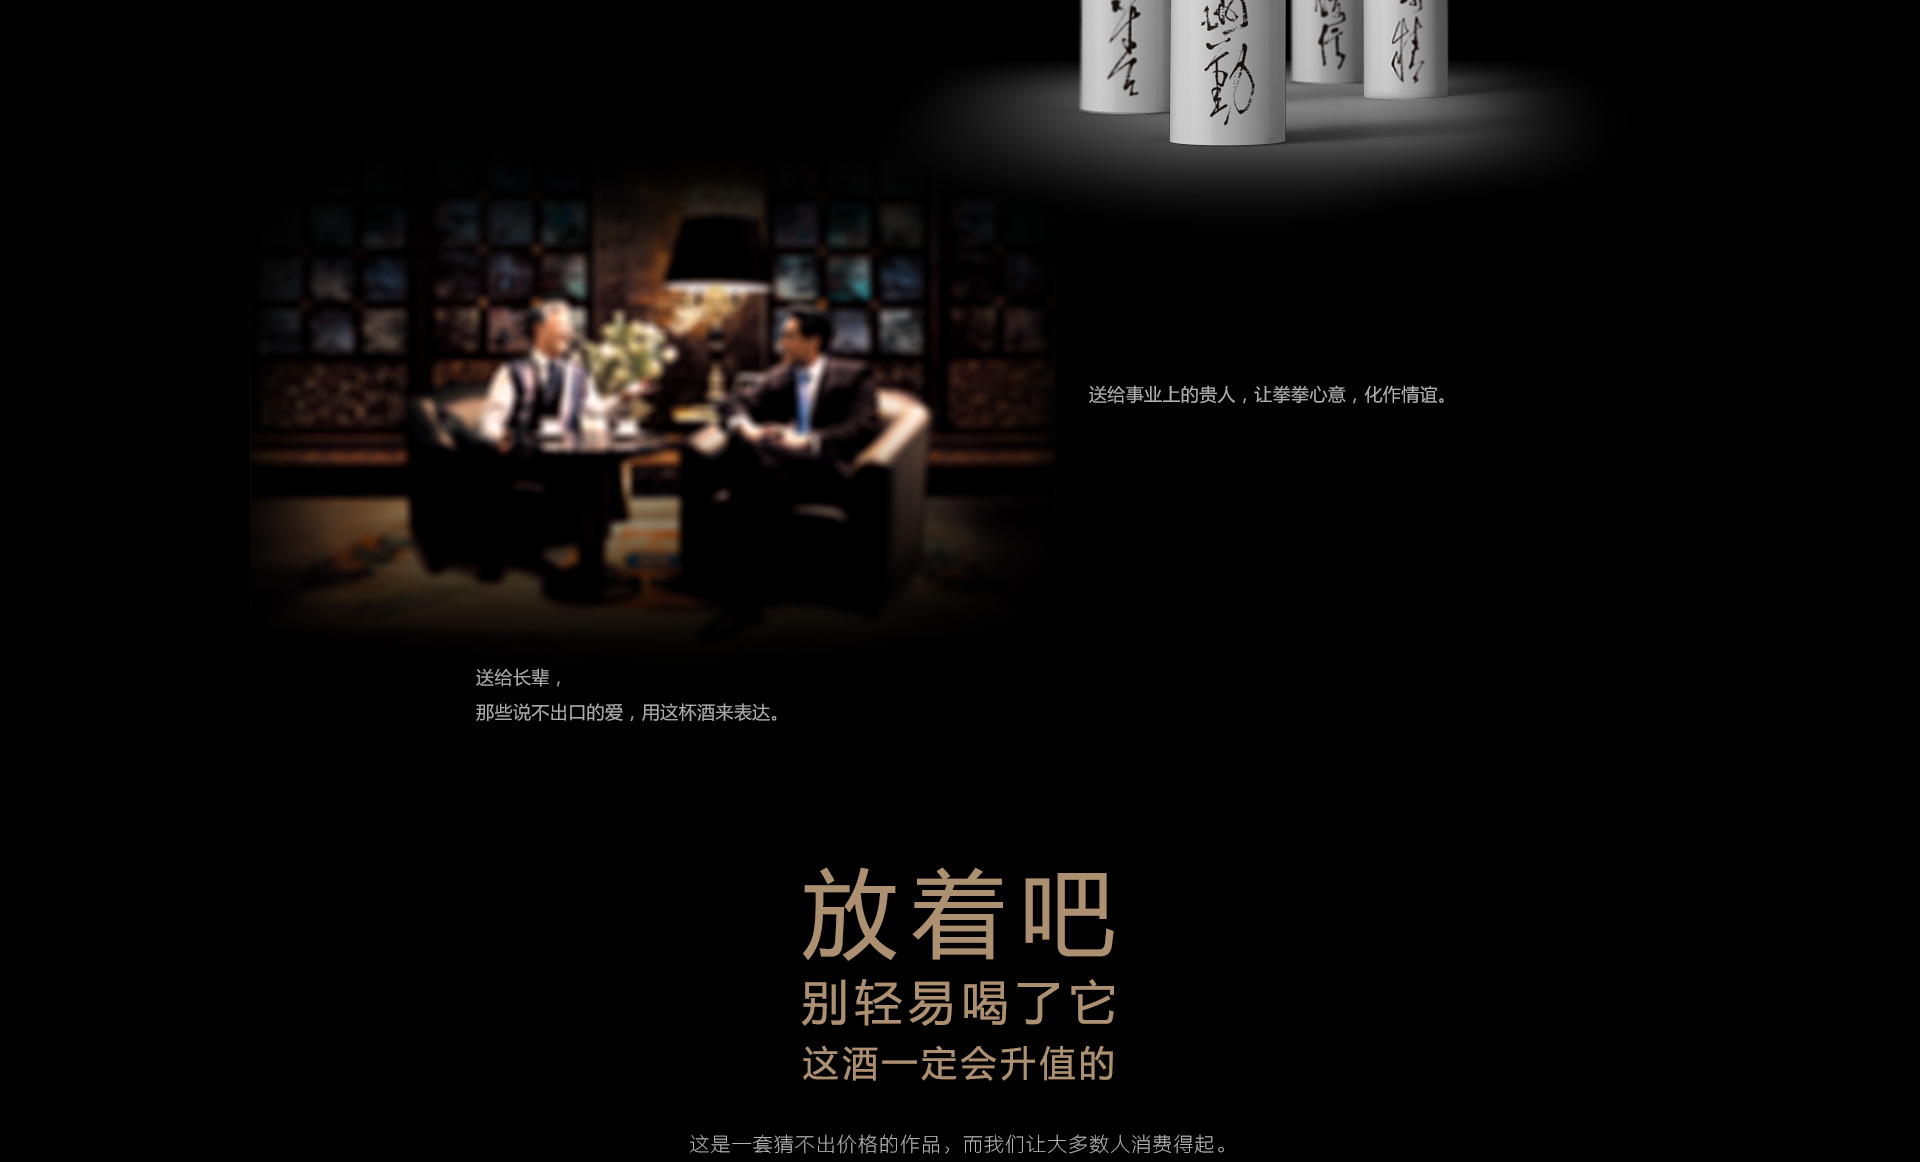 送给事业上的贵人，让拳拳心意，化作情谊。
送给长辈，
那些说不出口的爱，用这杯酒来表达。
放着吧
别轻易喝了它
这酒一定会升值的
这是一套猜不出价格的作品，而我们让大多数人消费得起。